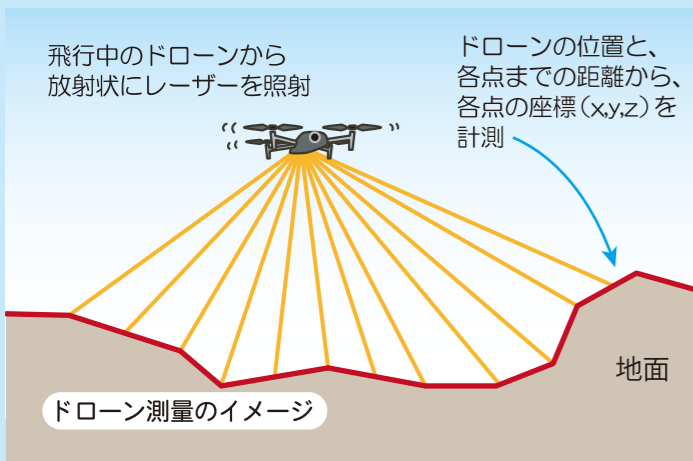 飛行中のドローンから
放射状にレーザーを照射
ドローンの位置と、
各点までの距離から、
各点の座標（x,y,z）を
計測
地面
ドローン測量のイメージ